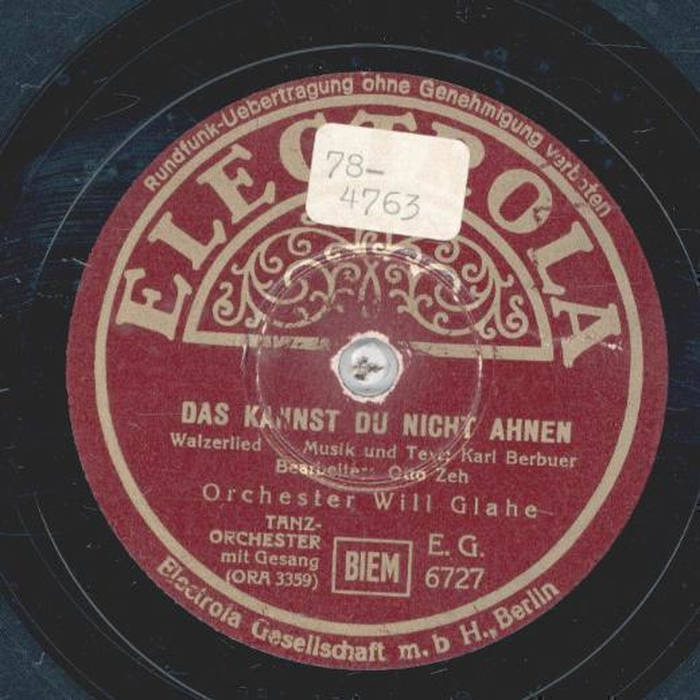 Rundfunk-Uebertragung ohne Genehmigung verboten
ELECTROLA
78-
4763
DAS KANNST DU NICHT AHNEN
Walzerlied Musik und Text: Karl Berbuer
Bearbeiter: Otto Zeh
Orchester Will Glahe
TANZ-
ORCHESTER
mit Gesang
(ORA 3359)
BIEM
E. G.
6727
Electrola Gesellschaft m. b H., Berlin